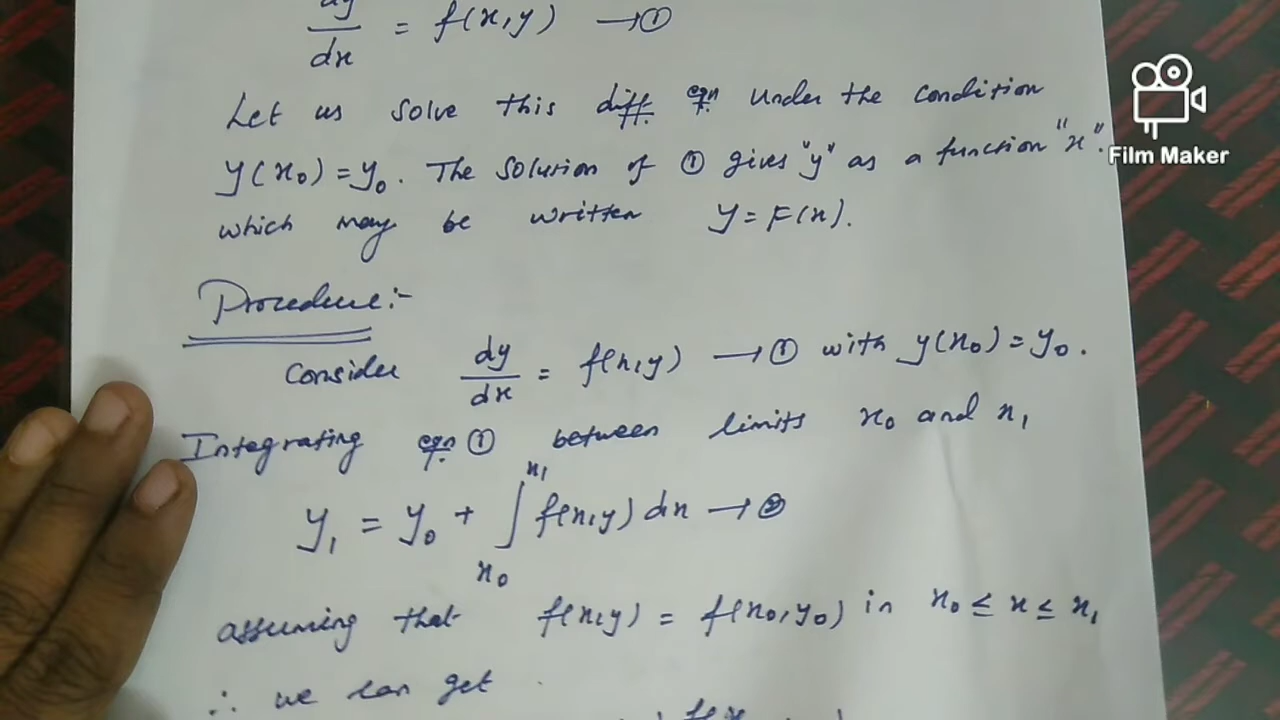 dy/dx = f(x,y) → ①
Let us solve this diff. eqn under the condition
y(x₀) = y₀. The solution of ① gives "y" as a function "x".
which may be written y = F(x).
Procedure:-
Consider dy/dx = f(x,y) → ① with y(x₀) = y₀.
Integrating eqn ① between limits x₀ and x₁
y₁ = y₀ + ∫_{x₀}^{x₁} f(x,y) dx → ②
assuming that f(x,y) = f(x₀,y₀) in x₀ ≤ x ≤ x₁
∴ we can get
Film Maker